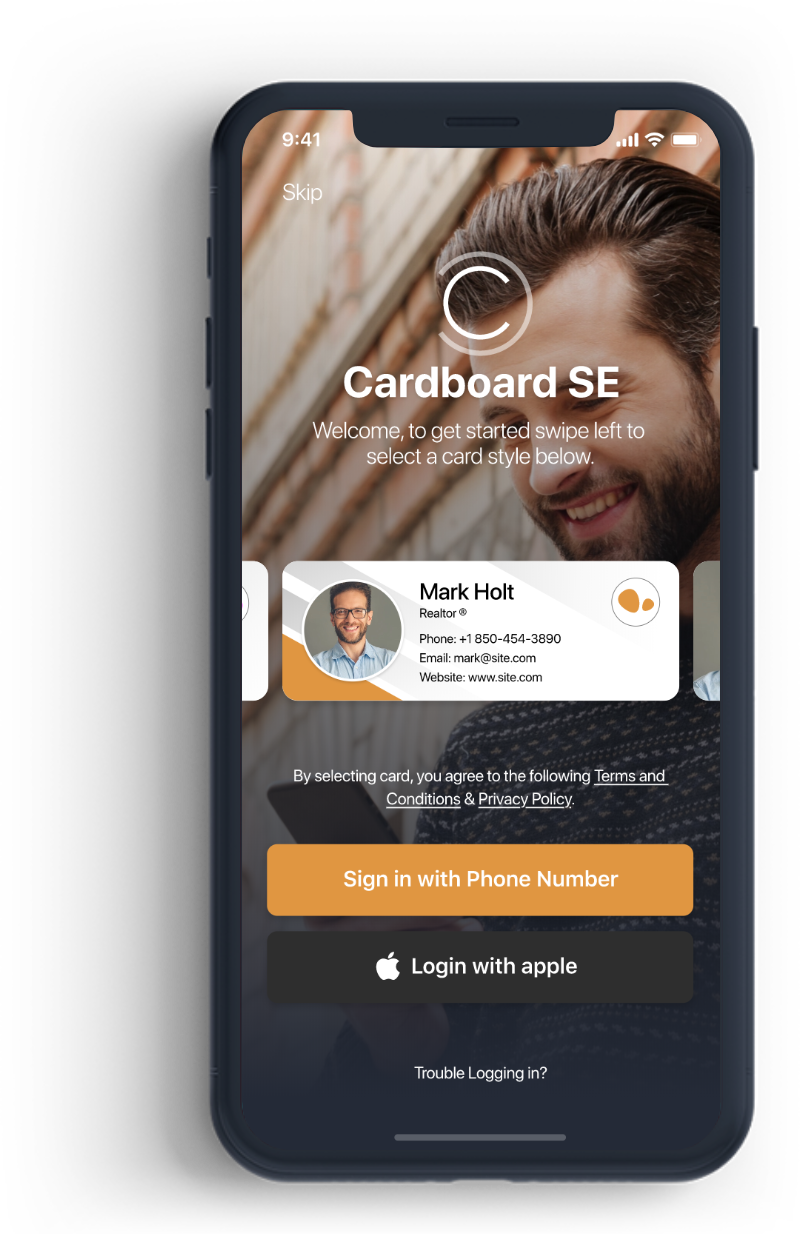 9:41
Skip
Cardboard SE
Welcome, to get started swipe left to
select a card style below.
Mark Holt
Realtor ®
Phone: +1 850-454-3890
Email: mark@site.com
Website: www.site.com
By selecting card, you agree to the following Terms and
Conditions & Privacy Policy.
Sign in with Phone Number
Login with apple
Trouble Logging in?